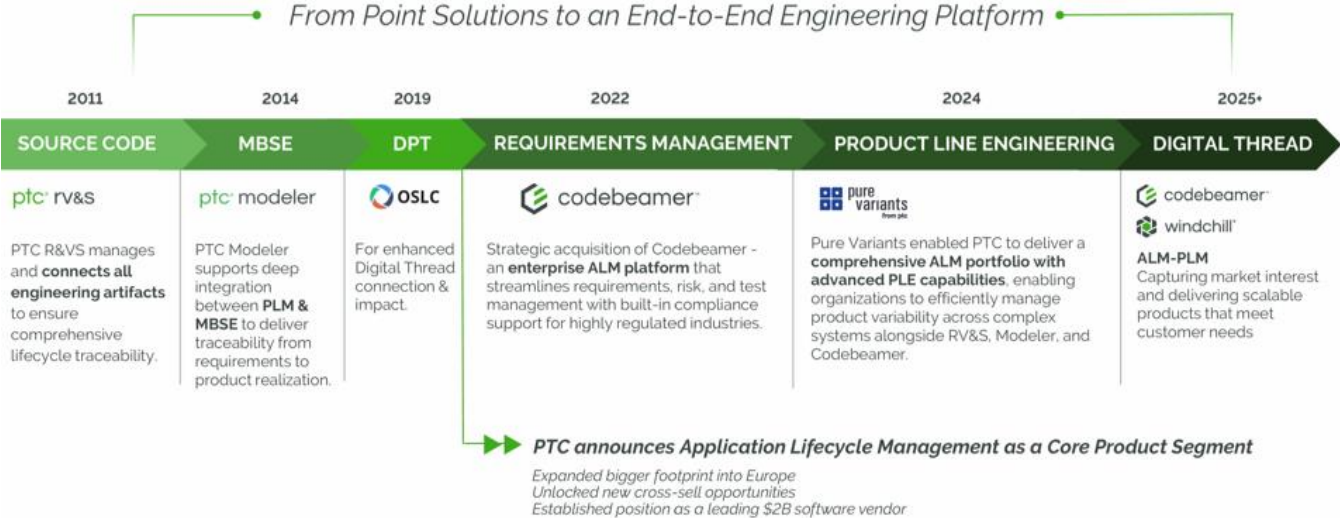 From Point Solutions to an End-to-End Engineering Platform
2011
2014
2019
2022
2024
2025+
SOURCE CODE
MBSE
DPT
REQUIREMENTS MANAGEMENT
PRODUCT LINE ENGINEERING
DIGITAL THREAD
ptc rv&s
PTC R&VS manages
and connects all
engineering artifacts
to ensure
comprehensive
lifecycle traceability.
ptc modeler
PTC Modeler
supports deep
integration
between PLM &
MBSE to deliver
traceability from
requirements to
product realization.
OSLC
For enhanced
Digital Thread
connection &
impact.
codebeamer
Strategic acquisition of Codebeamer -
an enterprise ALM platform that
streamlines requirements, risk, and test
management with built-in compliance
support for highly regulated industries.
pure
variants
from ptc
Pure Variants enabled PTC to deliver a
comprehensive ALM portfolio with
advanced PLE capabilities, enabling
organizations to efficiently manage
product variability across complex
systems alongside RV&S, Modeler, and
Codebeamer.
codebeamer
windchill
ALM-PLM
Capturing market interest
and delivering scalable
products that meet
customer needs
PTC announces Application Lifecycle Management as a Core Product Segment
Expanded bigger footprint into Europe
Unlocked new cross-sell opportunities
Established position as a leading $2B software vendor